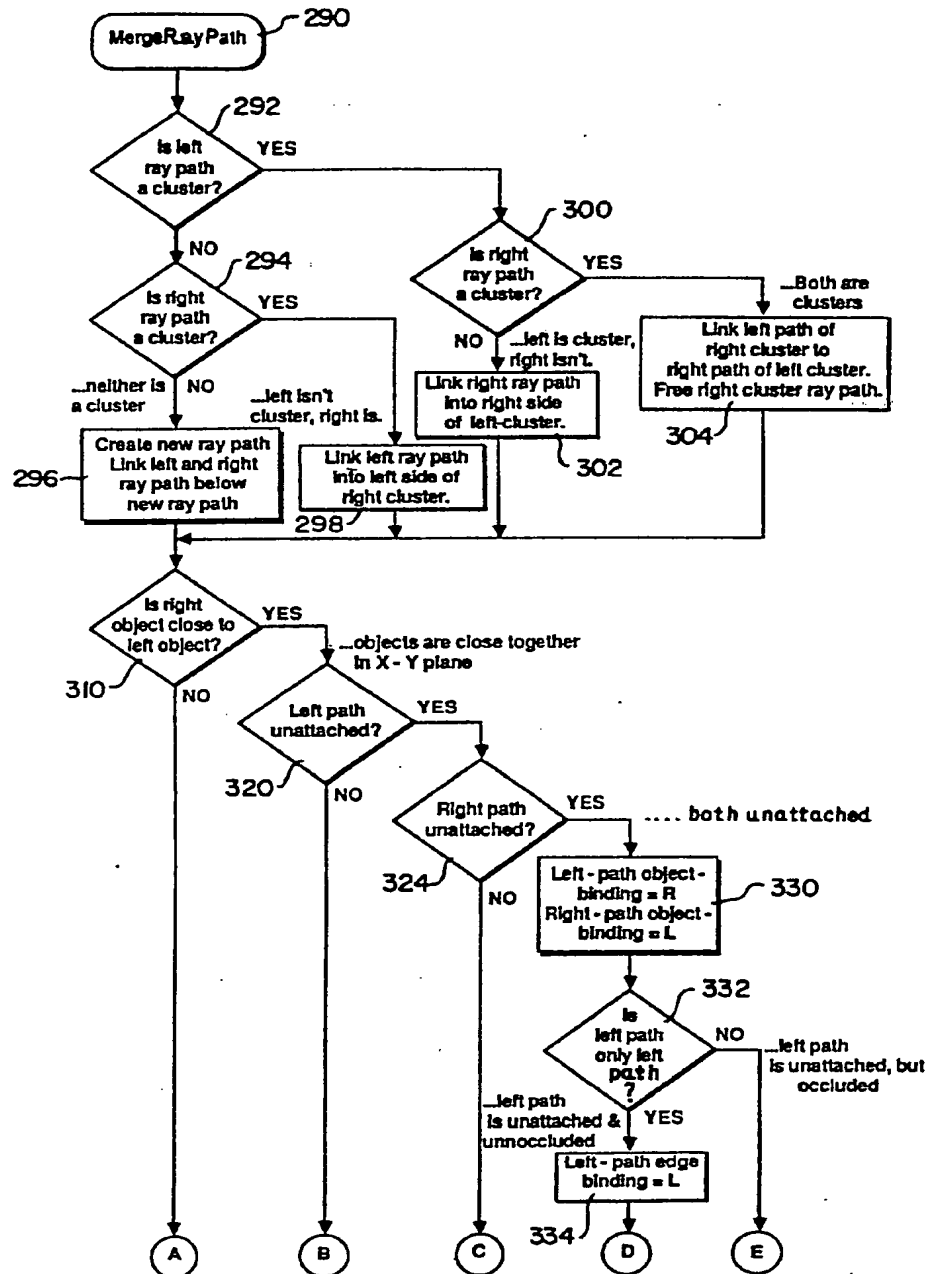 MergeRayPath
290
292
Is left
ray path
a cluster?
YES
NO
300
Is right
ray path
a cluster?
YES
NO
294
Is right
ray path
a cluster?
YES
NO
...Both are
clusters
Link left path of
right cluster to
right path of left cluster.
Free right cluster ray path.
304
...left is cluster,
right isn't.
Link right ray path
into right side
of left-cluster.
302
...neither is
a cluster
...left isn't
cluster, right is.
Create new ray path
Link left and right
ray path below
new ray path
296
Link left ray path
into left side of
right cluster.
298
Is right
object close to
left object?
YES
310
NO
...objects are close together
in X - Y plane
Left path
unattached?
YES
320
NO
Right path
unattached?
YES
324
NO
.... both unattached
Left - path object -
binding = R
Right - path object -
binding = L
330
332
Is
left path
only left
path
?
NO
YES
...left path
is unattached, but
occluded
...left path
is unattached &
unnoccluded
Left - path edge
binding = L
334
A
B
C
D
E